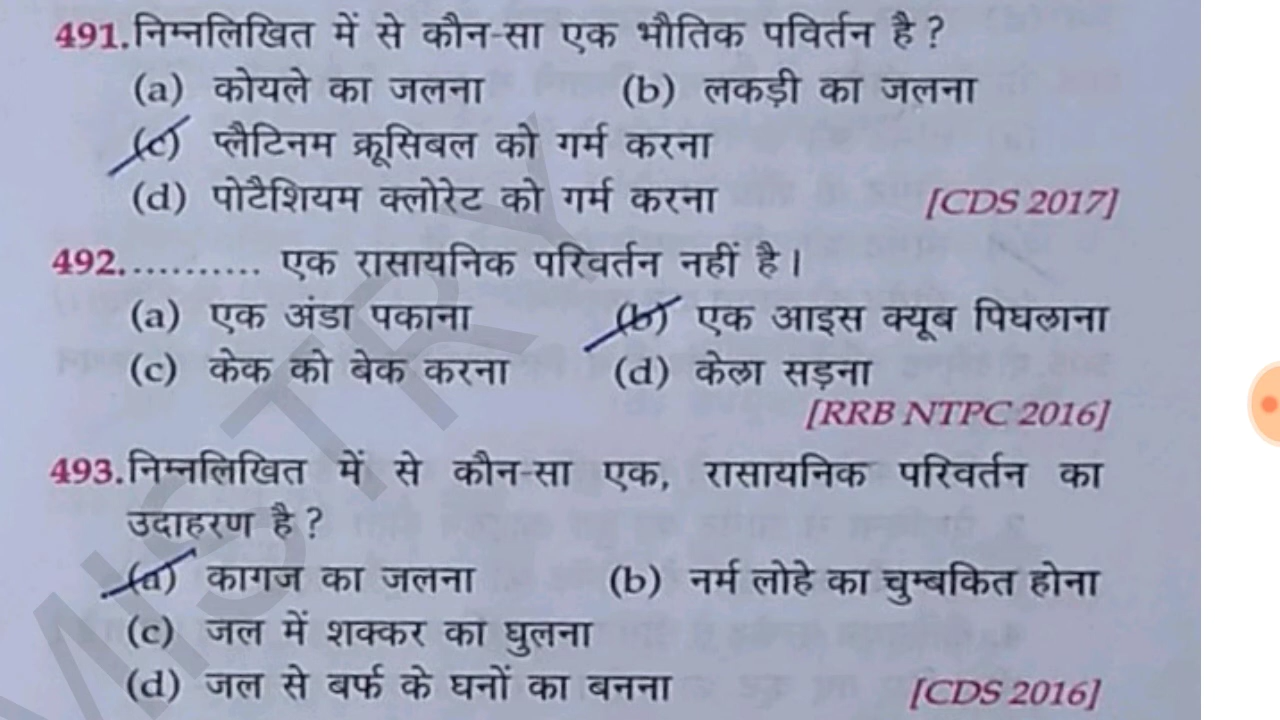 491. निम्नलिखित में से कौन-सा एक भौतिक पविर्तन है ?
(a) कोयले का जलना (b) लकड़ी का जलना
(c) प्लैटिनम क्रूसिबल को गर्म करना
(d) पोटैशियम क्लोरेट को गर्म करना [CDS 2017]
492. .......... एक रासायनिक परिवर्तन नहीं है ।
(a) एक अंडा पकाना (b) एक आइस क्यूब पिघलाना
(c) केक को बेक करना (d) केला सड़ना
[RRB NTPC 2016]
493. निम्नलिखित में से कौन-सा एक, रासायनिक परिवर्तन का
उदाहरण है ?
(a) कागज का जलना (b) नर्म लोहे का चुम्बकित होना
(c) जल में शक्कर का घुलना
(d) जल से बर्फ के घनों का बनना [CDS 2016]
MISTRY